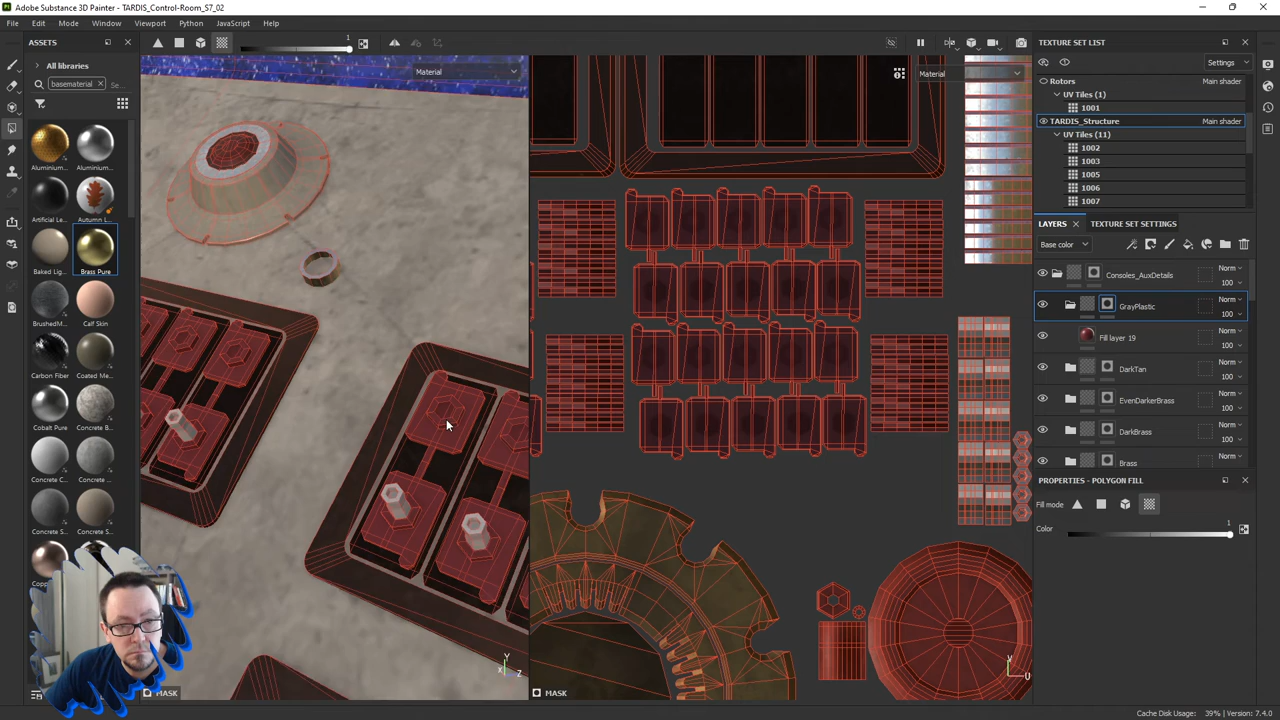 Adobe Substance 3D Painter - TARDIS_Control-Room_S7_02
File Edit Mode Window Viewport Python JavaScript Help
ASSETS
All libraries
basematerial
Se...
Aluminium... Aluminium...
Artificial Le... Autumn L...
Baked Lig... Brass Pure
BrushedM... Calf Skin
Carbon Fiber Coated Me...
Cobalt Pure Concrete B...
Concrete C... Concrete ...
Concrete S... Concrete S...
1
Material
Material
MASK
MASK
Y
X Z
V
U
TEXTURE SET LIST
Settings
Rotors Main shader
UV Tiles (1)
1001
TARDIS_Structure Main shader
UV Tiles (11)
1002
1003
1005
1006
1007
LAYERS TEXTURE SET SETTINGS
Base color
Consoles_AuxDetails Norm
100
GrayPlastic Norm
100
Fill layer 19 Norm
100
DarkTan Norm
100
EvenDarkerBrass Norm
100
DarkBrass Norm
100
Brass Norm
PROPERTIES - POLYGON FILL
Fill mode
Color 1
Cache Disk Usage: 39% | Version: 7.4.0